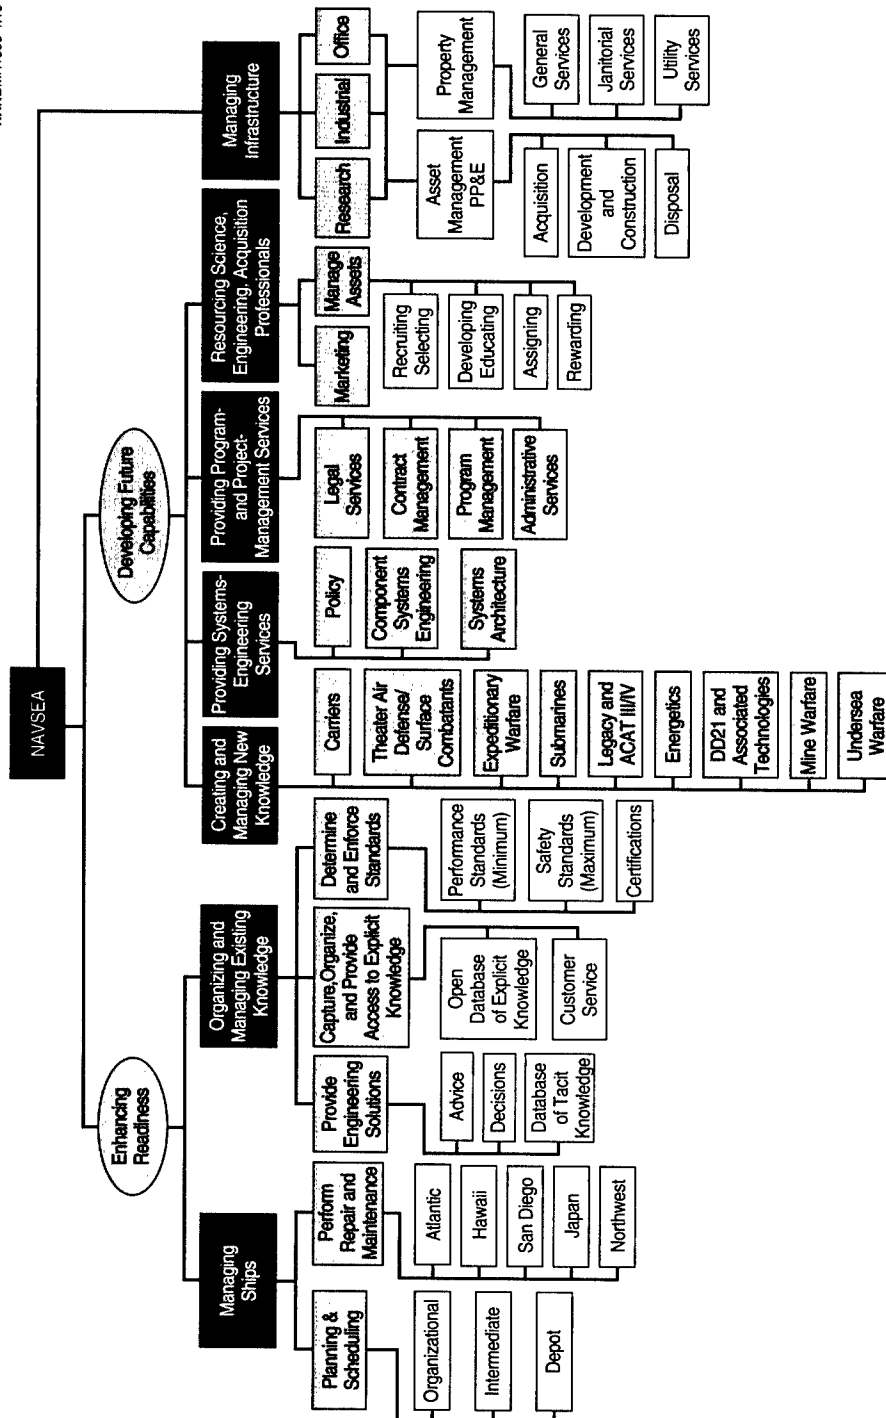 NAVSEA
Enhancing
Readiness
Developing Future
Capabilities
Managing
Ships
Organizing and
Managing Existing
Knowledge
Creating and
Managing New
Knowledge
Providing Systems-
Engineering
Services
Providing Program-
and Project-
Management Services
Resourcing Science,
Engineering, Acquisition
Professionals
Managing
Infrastructure
Planning &
Scheduling
Organizational
Intermediate
Depot
Perform
Repair and
Maintenance
Atlantic
Hawaii
San Diego
Japan
Northwest
Provide
Engineering
Solutions
Advice
Decisions
Database
of Tacit
Knowledge
Capture, Organize,
and Provide
Access to Explicit
Knowledge
Open
Database
of Explicit
Knowledge
Customer
Service
Determine
and Enforce
Standards
Performance
Standards
(Minimum)
Safety
Standards
(Maximum)
Certifications
Carriers
Theater Air
Defense/
Surface
Combatants
Expeditionary
Warfare
Submarines
Legacy and
ACAT III/IV
Energetics
DD21 and
Associated
Technologies
Mine Warfare
Undersea
Warfare
Policy
Component
Systems
Engineering
Systems
Architecture
Legal
Services
Contract
Management
Program
Management
Administrative
Services
Marketing
Manage
Assets
Recruiting
Selecting
Developing
Educating
Assigning
Rewarding
Research
Industrial
Office
Asset
Management
PP&E
Acquisition
Development
and
Construction
Disposal
Property
Management
General
Services
Janitorial
Services
Utility
Services